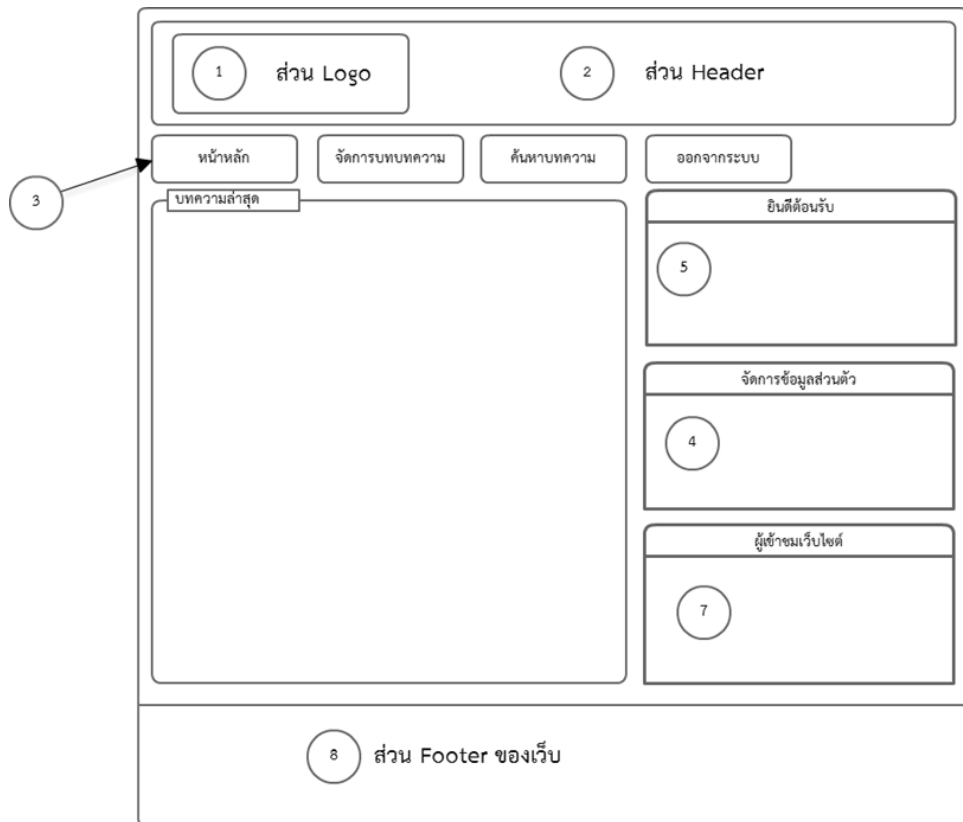 1 ส่วน Logo
2 ส่วน Header
หน้าหลัก
จัดการบทบทความ
ค้นหาบทความ
ออกจากระบบ
3
บทความล่าสุด
ยินดีต้อนรับ
5
จัดการข้อมูลส่วนตัว
4
ผู้เข้าชมเว็บไซต์
7
8 ส่วน Footer ของเว็บ